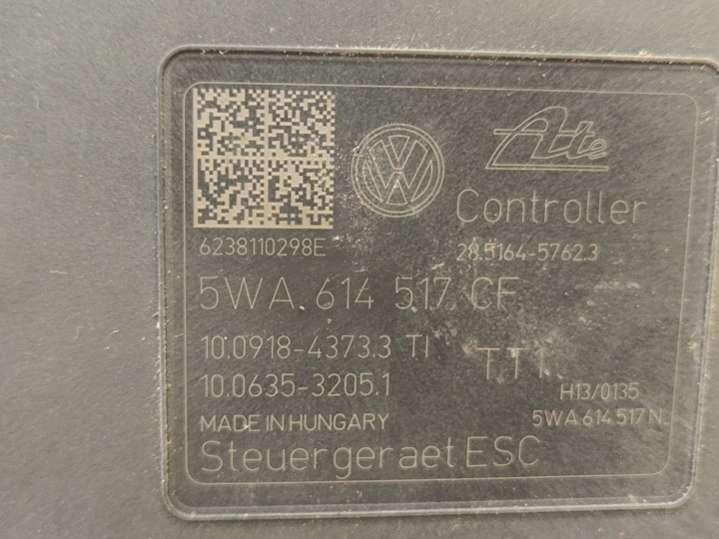 VW
Ate
Controller
6238110298E
28.5164-5762.3
5WA 614 517 CF
10.0918-4373.3 TI
TT1
10.0635-3205.1
H13/0135
MADE IN HUNGARY
5WA 614 517 N
Steuergeraet ESC